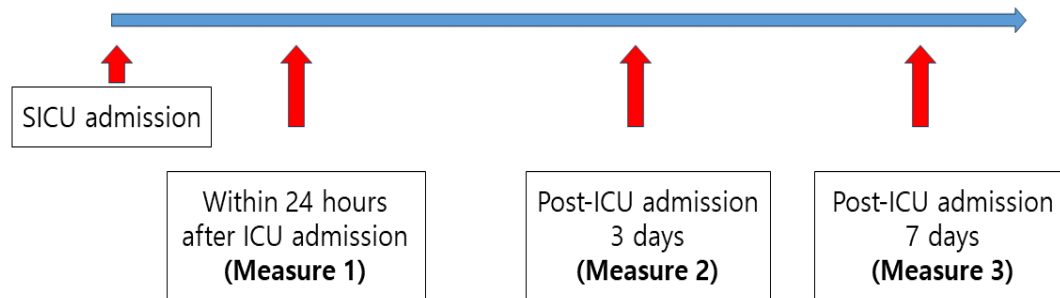 SICU admission
Within 24 hours
after ICU admission
(Measure 1)
Post-ICU admission
3 days
(Measure 2)
Post-ICU admission
7 days
(Measure 3)